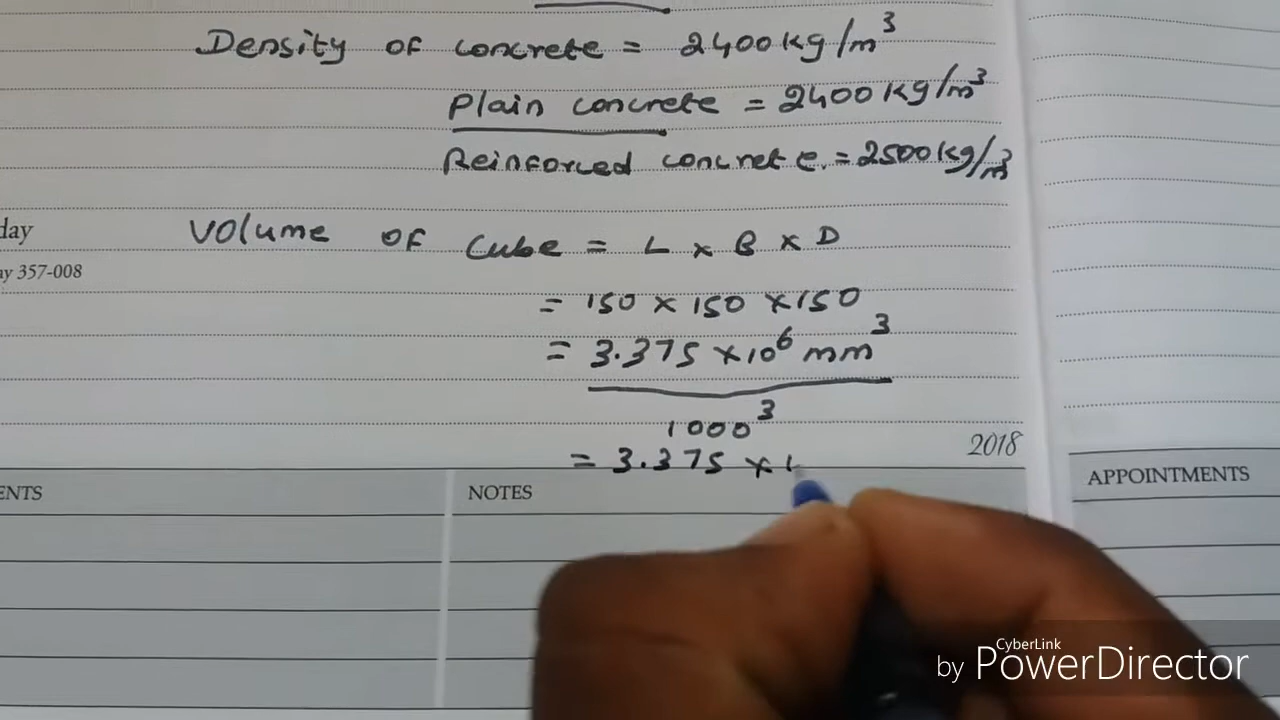 Density of concrete = 2400 kg/m³
Plain concrete = 2400 kg/m³
Reinforced concrete. = 2500 kg/m³
day
ay 357-008
Volume of Cube = L x B x D
= 150 x 150 x 150
= 3.375 x 10⁶ mm³
1000³
= 3.375 x 1
2018
ENTS
NOTES
APPOINTMENTS
CyberLink
by PowerDirector